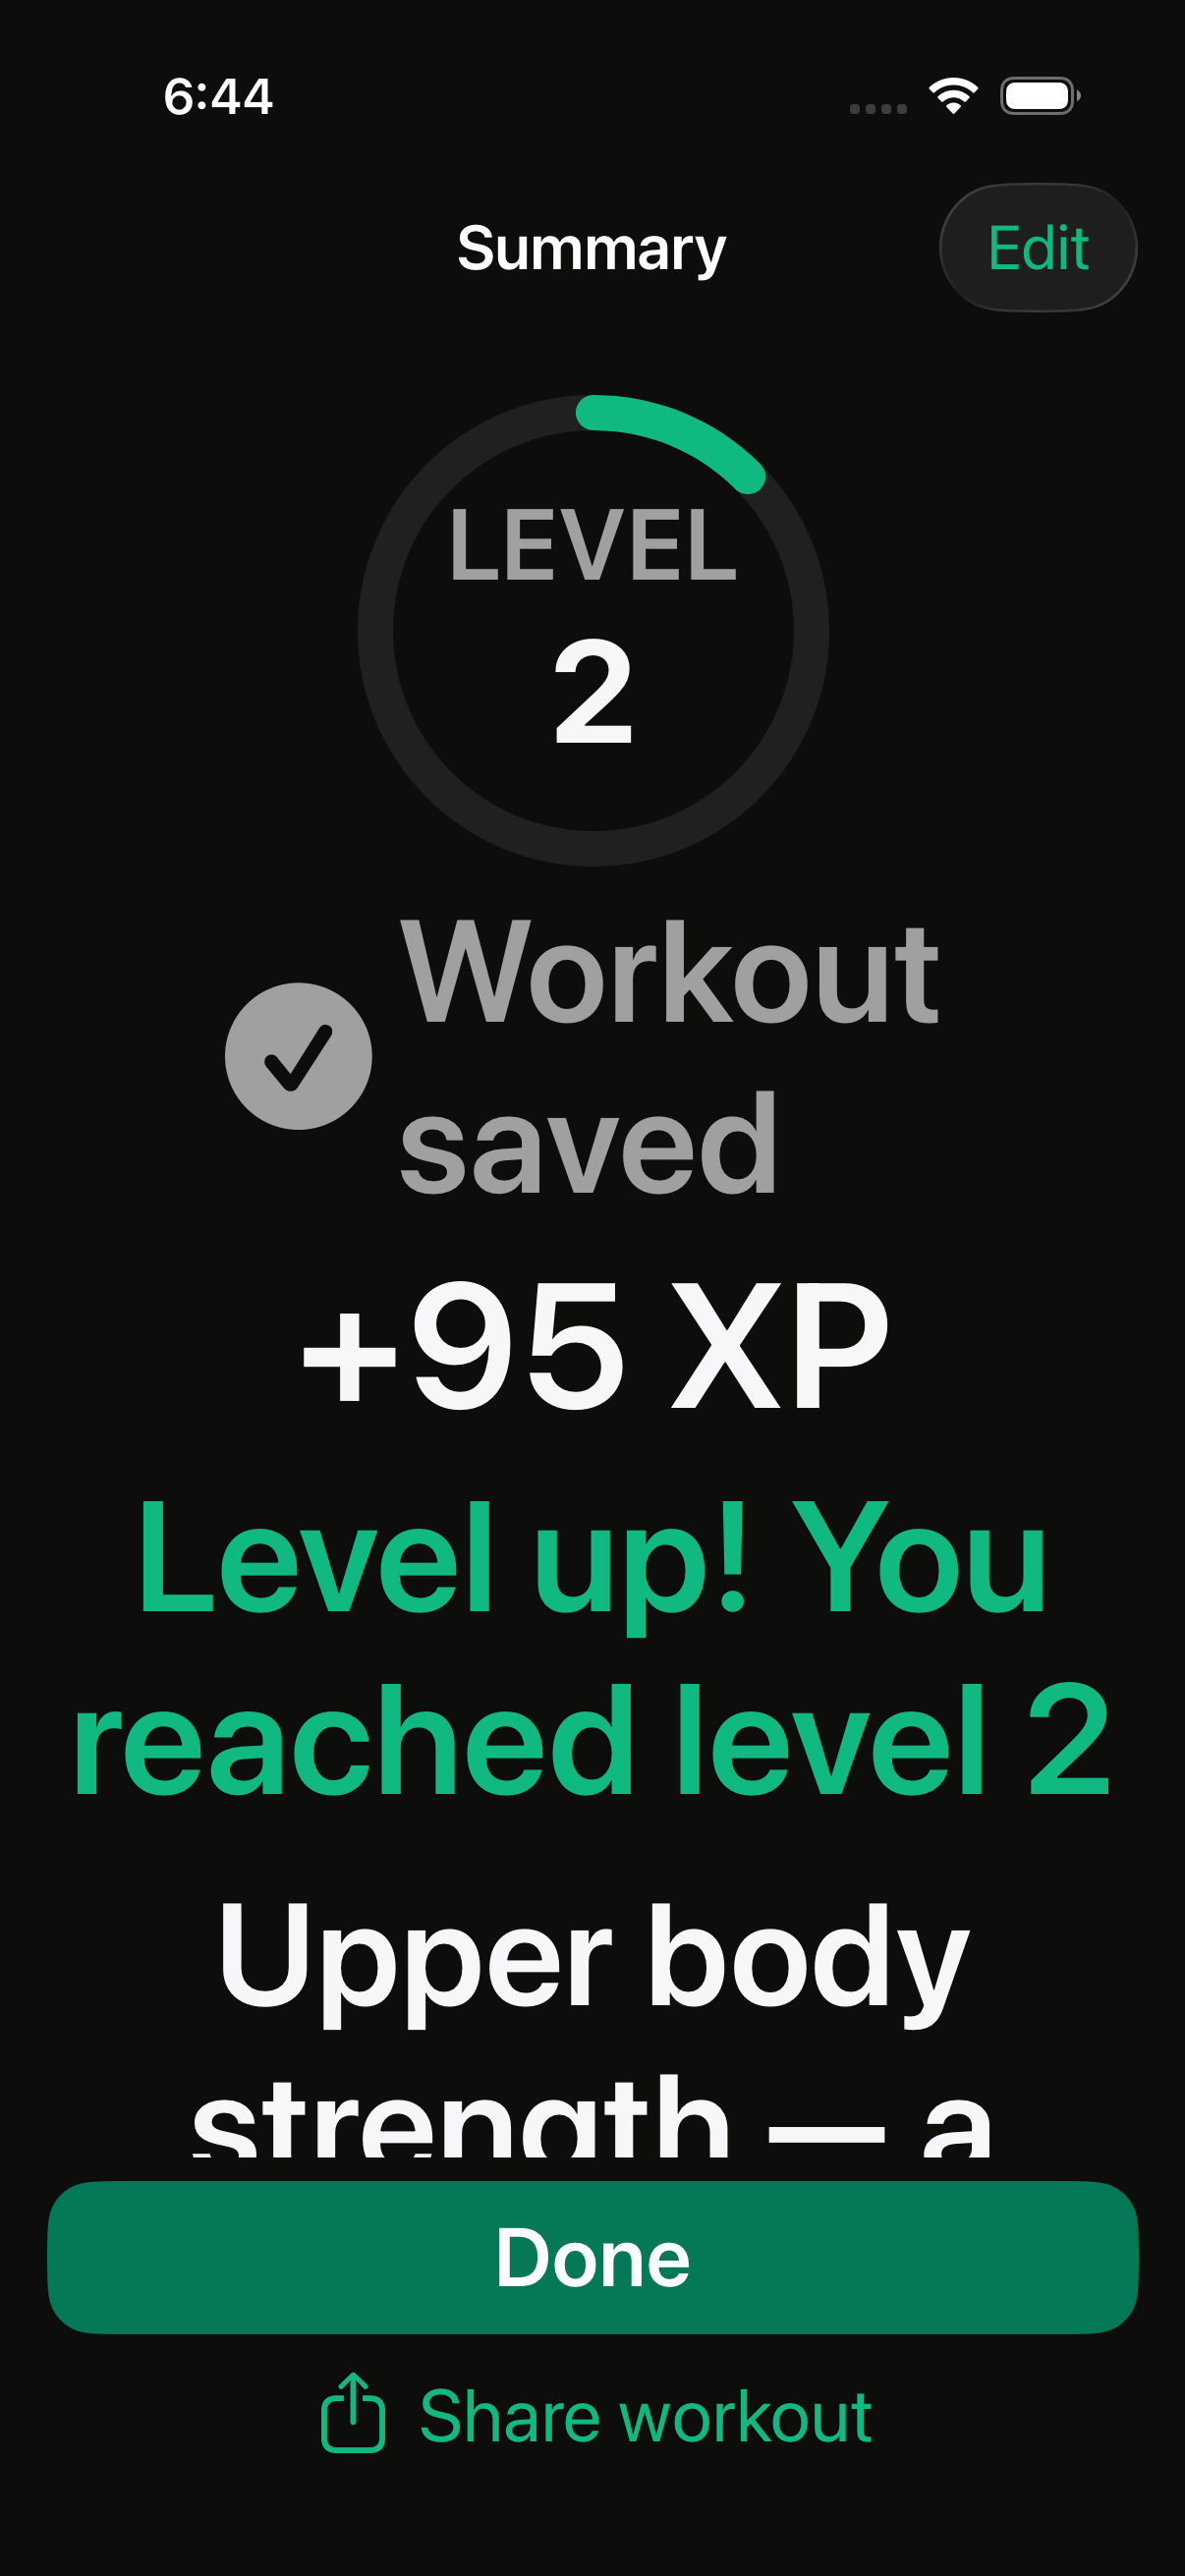 6:44
Summary
Edit
LEVEL
2
Workout
saved
+95 XP
Level up! You
reached level 2
Upper body
strength — a
Done
Share workout